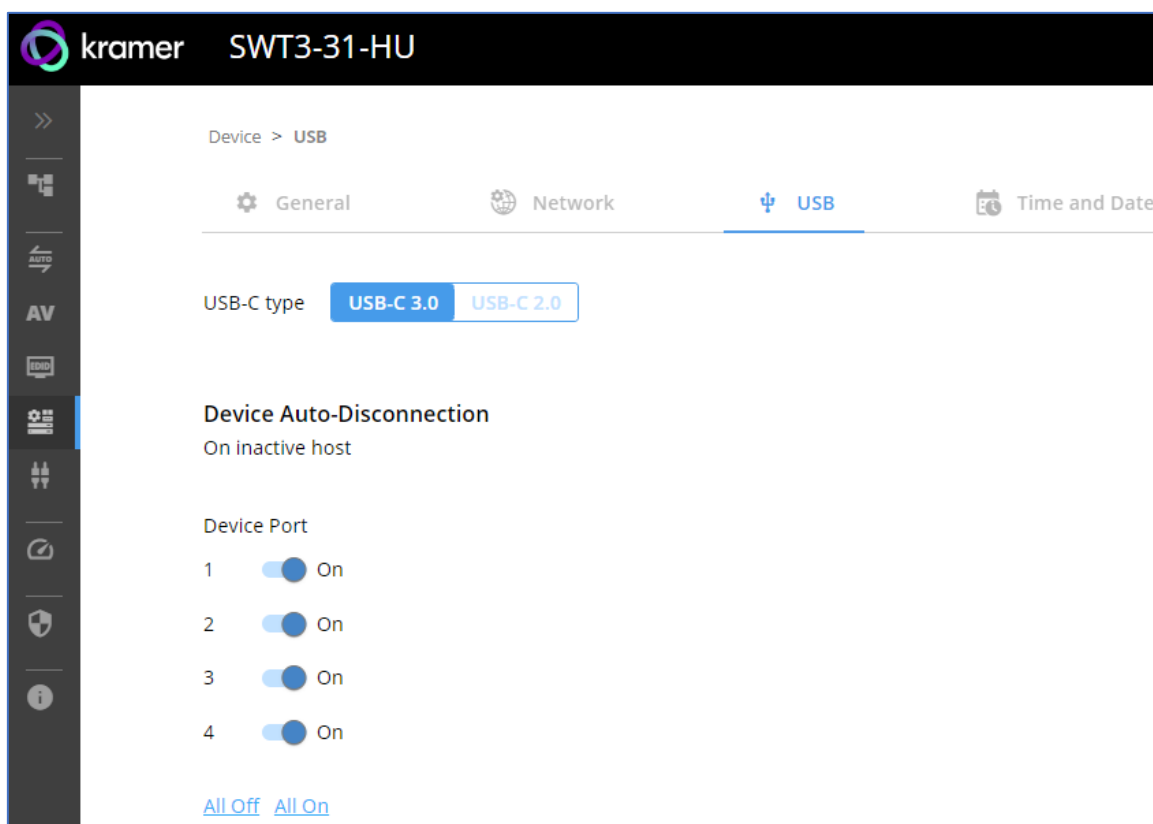 kramer SWT3-31-HU
Device > USB
General Network USB Time and Date
AUTO
USB-C type USB-C 3.0 USB-C 2.0
AV
EDID
Device Auto-Disconnection
On inactive host
Device Port
1 On
2 On
3 On
4 On
All Off All On